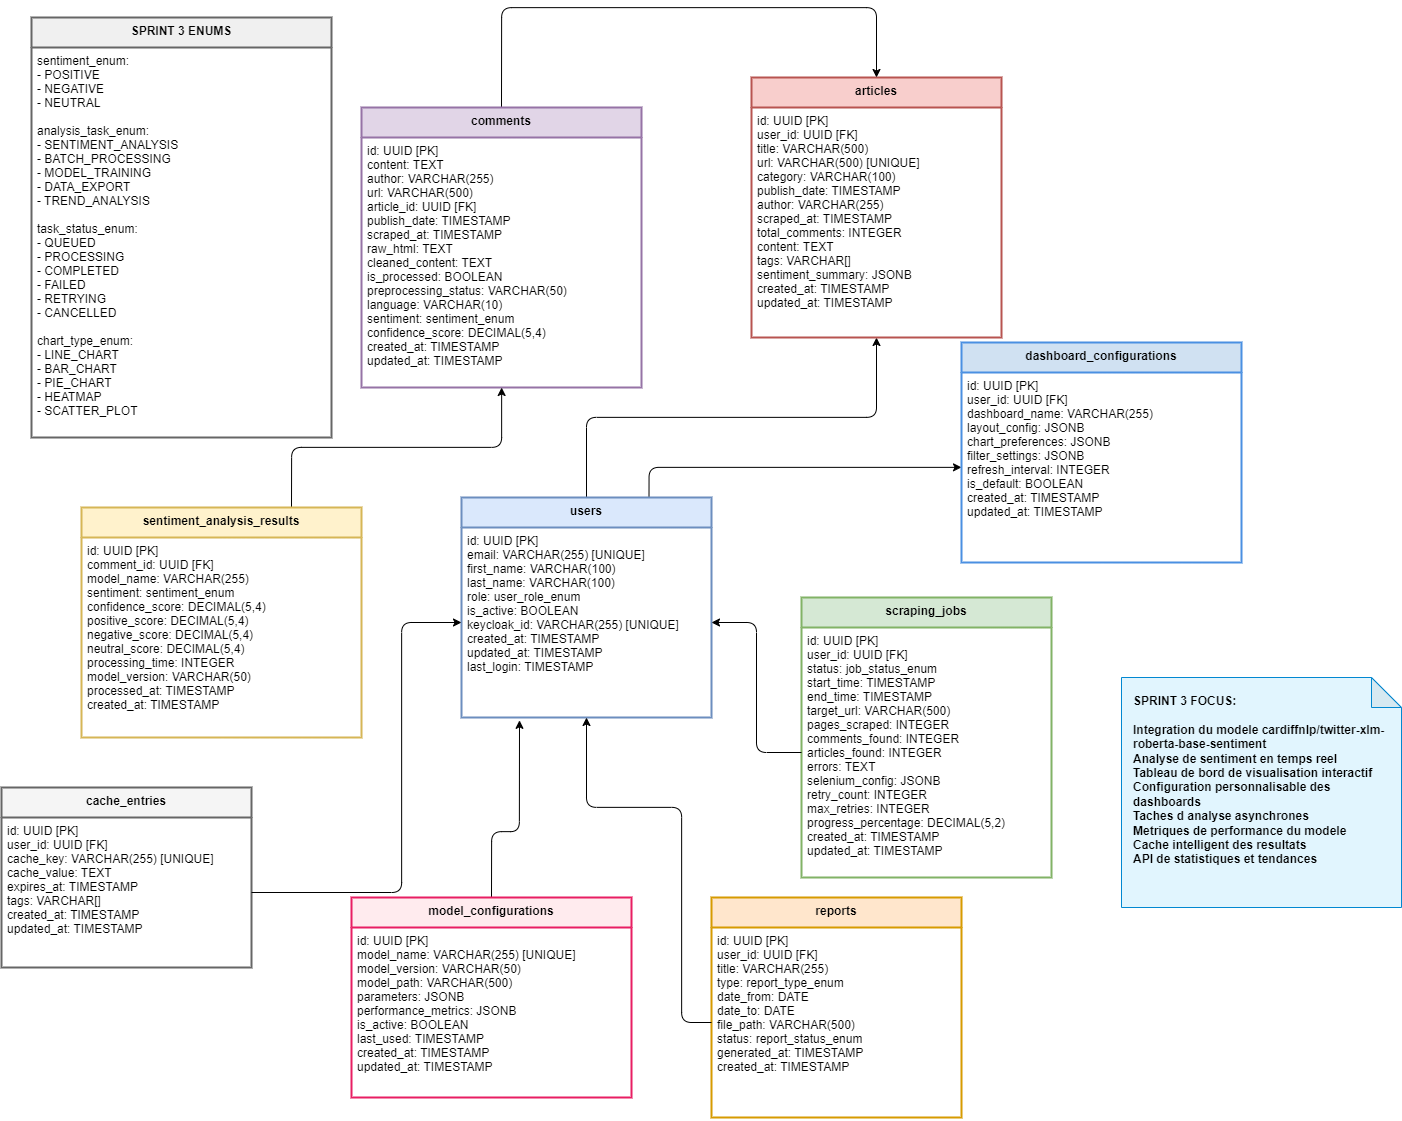 SPRINT 3 ENUMS
sentiment_enum:
- POSITIVE
- NEGATIVE
- NEUTRAL
analysis_task_enum:
- SENTIMENT_ANALYSIS
- BATCH_PROCESSING
- MODEL_TRAINING
- DATA_EXPORT
- TREND_ANALYSIS
task_status_enum:
- QUEUED
- PROCESSING
- COMPLETED
- FAILED
- RETRYING
- CANCELLED
chart_type_enum:
- LINE_CHART
- BAR_CHART
- PIE_CHART
- HEATMAP
- SCATTER_PLOT
comments
id: UUID [PK]
content: TEXT
author: VARCHAR(255)
url: VARCHAR(500)
article_id: UUID [FK]
publish_date: TIMESTAMP
scraped_at: TIMESTAMP
raw_html: TEXT
cleaned_content: TEXT
is_processed: BOOLEAN
preprocessing_status: VARCHAR(50)
language: VARCHAR(10)
sentiment: sentiment_enum
confidence_score: DECIMAL(5,4)
created_at: TIMESTAMP
updated_at: TIMESTAMP
articles
id: UUID [PK]
user_id: UUID [FK]
title: VARCHAR(500)
url: VARCHAR(500) [UNIQUE]
category: VARCHAR(100)
publish_date: TIMESTAMP
author: VARCHAR(255)
scraped_at: TIMESTAMP
total_comments: INTEGER
content: TEXT
tags: VARCHAR[]
sentiment_summary: JSONB
created_at: TIMESTAMP
updated_at: TIMESTAMP
dashboard_configurations
id: UUID [PK]
user_id: UUID [FK]
dashboard_name: VARCHAR(255)
layout_config: JSONB
chart_preferences: JSONB
filter_settings: JSONB
refresh_interval: INTEGER
is_default: BOOLEAN
created_at: TIMESTAMP
updated_at: TIMESTAMP
sentiment_analysis_results
id: UUID [PK]
comment_id: UUID [FK]
model_name: VARCHAR(255)
sentiment: sentiment_enum
confidence_score: DECIMAL(5,4)
positive_score: DECIMAL(5,4)
negative_score: DECIMAL(5,4)
neutral_score: DECIMAL(5,4)
processing_time: INTEGER
model_version: VARCHAR(50)
processed_at: TIMESTAMP
created_at: TIMESTAMP
users
id: UUID [PK]
email: VARCHAR(255) [UNIQUE]
first_name: VARCHAR(100)
last_name: VARCHAR(100)
role: user_role_enum
is_active: BOOLEAN
keycloak_id: VARCHAR(255) [UNIQUE]
created_at: TIMESTAMP
updated_at: TIMESTAMP
last_login: TIMESTAMP
scraping_jobs
id: UUID [PK]
user_id: UUID [FK]
status: job_status_enum
start_time: TIMESTAMP
end_time: TIMESTAMP
target_url: VARCHAR(500)
pages_scraped: INTEGER
comments_found: INTEGER
articles_found: INTEGER
errors: TEXT
selenium_config: JSONB
retry_count: INTEGER
max_retries: INTEGER
progress_percentage: DECIMAL(5,2)
created_at: TIMESTAMP
updated_at: TIMESTAMP
SPRINT 3 FOCUS:
Integration du modele cardiffnlp/twitter-xlm-
roberta-base-sentiment
Analyse de sentiment en temps reel
Tableau de bord de visualisation interactif
Configuration personnalisable des
dashboards
Taches d analyse asynchrones
Metriques de performance du modele
Cache intelligent des resultats
API de statistiques et tendances
cache_entries
id: UUID [PK]
user_id: UUID [FK]
cache_key: VARCHAR(255) [UNIQUE]
cache_value: TEXT
expires_at: TIMESTAMP
tags: VARCHAR[]
created_at: TIMESTAMP
updated_at: TIMESTAMP
model_configurations
id: UUID [PK]
model_name: VARCHAR(255) [UNIQUE]
model_version: VARCHAR(50)
model_path: VARCHAR(500)
parameters: JSONB
performance_metrics: JSONB
is_active: BOOLEAN
last_used: TIMESTAMP
created_at: TIMESTAMP
updated_at: TIMESTAMP
reports
id: UUID [PK]
user_id: UUID [FK]
title: VARCHAR(255)
type: report_type_enum
date_from: DATE
date_to: DATE
file_path: VARCHAR(500)
status: report_status_enum
generated_at: TIMESTAMP
created_at: TIMESTAMP